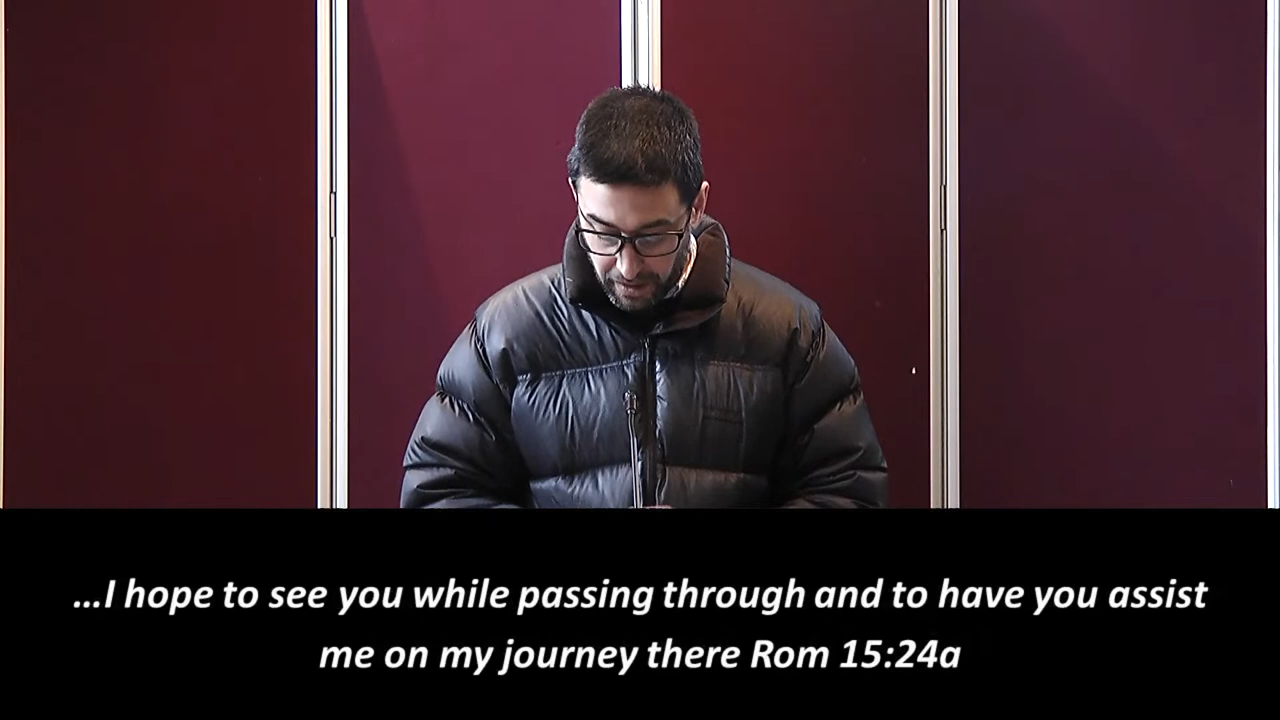 ...I hope to see you while passing through and to have you assist
me on my journey there Rom 15:24a